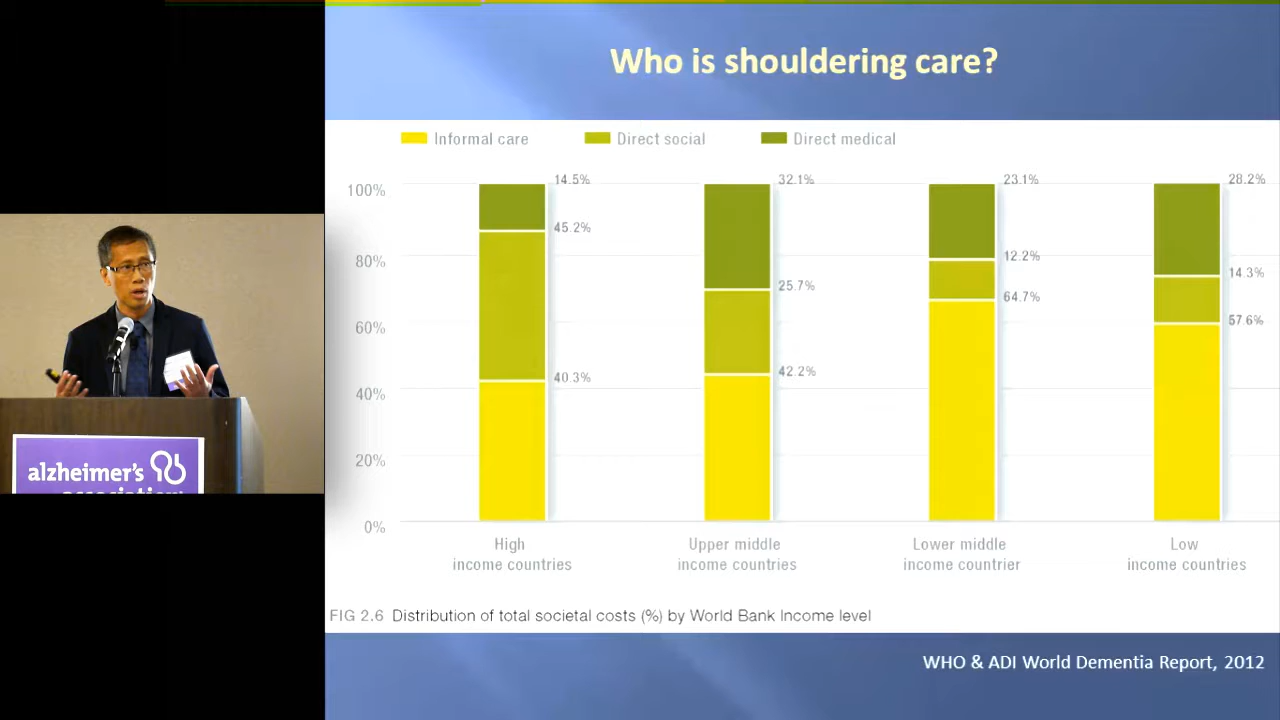 Who is shouldering care?
Informal care Direct social Direct medical
100%
80%
60%
40%
20%
0%
14.5%
45.2%
40.3%
32.1%
25.7%
42.2%
23.1%
12.2%
64.7%
28.2%
14.3%
57.6%
High
income countries
Upper middle
income countries
Lower middle
income countrier
Low
income countries
FIG 2.6 Distribution of total societal costs (%) by World Bank Income level
WHO & ADI World Dementia Report, 2012
alzheimer's